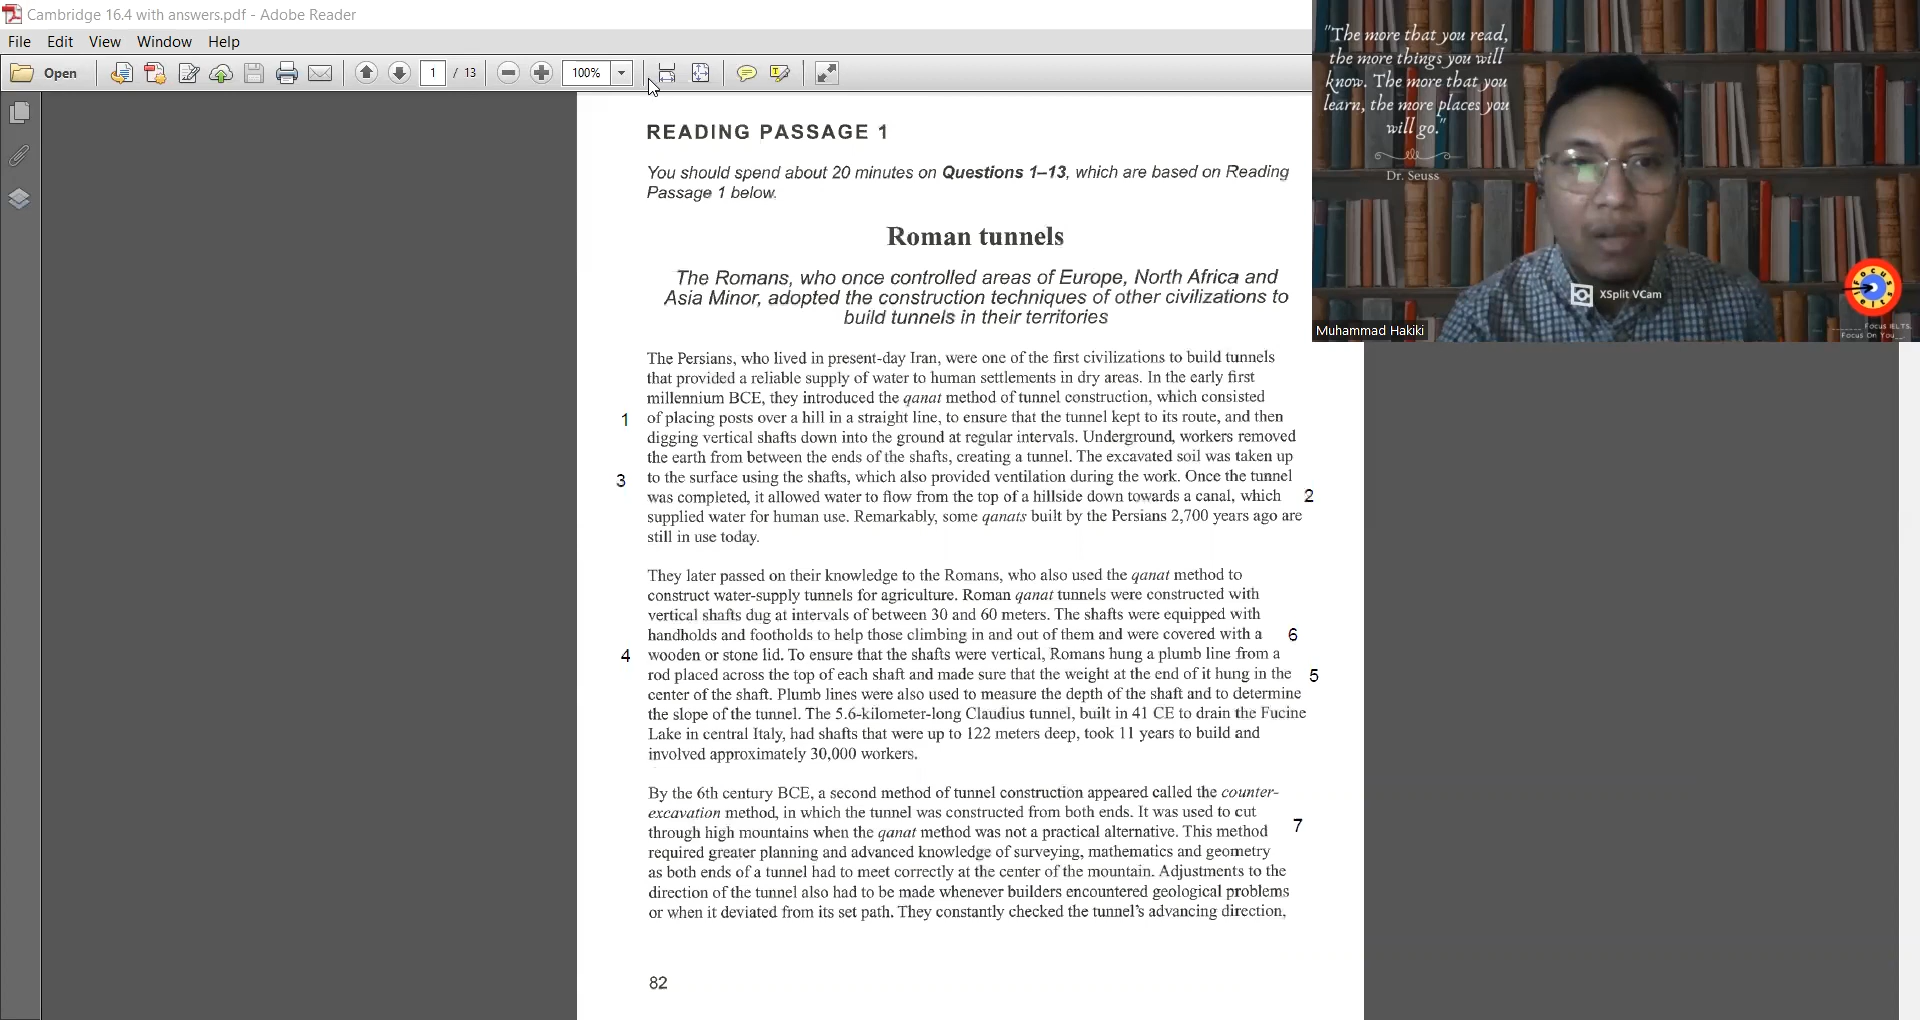 Cambridge 16.4 with answers.pdf - Adobe Reader
File Edit View Window Help
Open 1 / 13 100%
READING PASSAGE 1
You should spend about 20 minutes on Questions 1–13, which are based on Reading
Passage 1 below.
Roman tunnels
The Romans, who once controlled areas of Europe, North Africa and
Asia Minor, adopted the construction techniques of other civilizations to
build tunnels in their territories
The Persians, who lived in present-day Iran, were one of the first civilizations to build tunnels
that provided a reliable supply of water to human settlements in dry areas. In the early first
millennium BCE, they introduced the qanat method of tunnel construction, which consisted
1 of placing posts over a hill in a straight line, to ensure that the tunnel kept to its route, and then
digging vertical shafts down into the ground at regular intervals. Underground, workers removed
the earth from between the ends of the shafts, creating a tunnel. The excavated soil was taken up
3 to the surface using the shafts, which also provided ventilation during the work. Once the tunnel
was completed, it allowed water to flow from the top of a hillside down towards a canal, which 2
supplied water for human use. Remarkably, some qanats built by the Persians 2,700 years ago are
still in use today.
They later passed on their knowledge to the Romans, who also used the qanat method to
construct water-supply tunnels for agriculture. Roman qanat tunnels were constructed with
vertical shafts dug at intervals of between 30 and 60 meters. The shafts were equipped with
handholds and footholds to help those climbing in and out of them and were covered with a 6
4 wooden or stone lid. To ensure that the shafts were vertical, Romans hung a plumb line from a
rod placed across the top of each shaft and made sure that the weight at the end of it hung in the 5
center of the shaft. Plumb lines were also used to measure the depth of the shaft and to determine
the slope of the tunnel. The 5.6-kilometer-long Claudius tunnel, built in 41 CE to drain the Fucine
Lake in central Italy, had shafts that were up to 122 meters deep, took 11 years to build and
involved approximately 30,000 workers.
By the 6th century BCE, a second method of tunnel construction appeared called the counter-
excavation method, in which the tunnel was constructed from both ends. It was used to cut
through high mountains when the qanat method was not a practical alternative. This method 7
required greater planning and advanced knowledge of surveying, mathematics and geometry
as both ends of a tunnel had to meet correctly at the center of the mountain. Adjustments to the
direction of the tunnel also had to be made whenever builders encountered geological problems
or when it deviated from its set path. They constantly checked the tunnel's advancing direction,
82
"The more that you read,
the more things you will
know. The more that you
learn, the more places you
will go."
Dr. Seuss
XSplit VCam
Muhammad Hakiki
Focus IELTS
Focus IELTS.
Focus On You